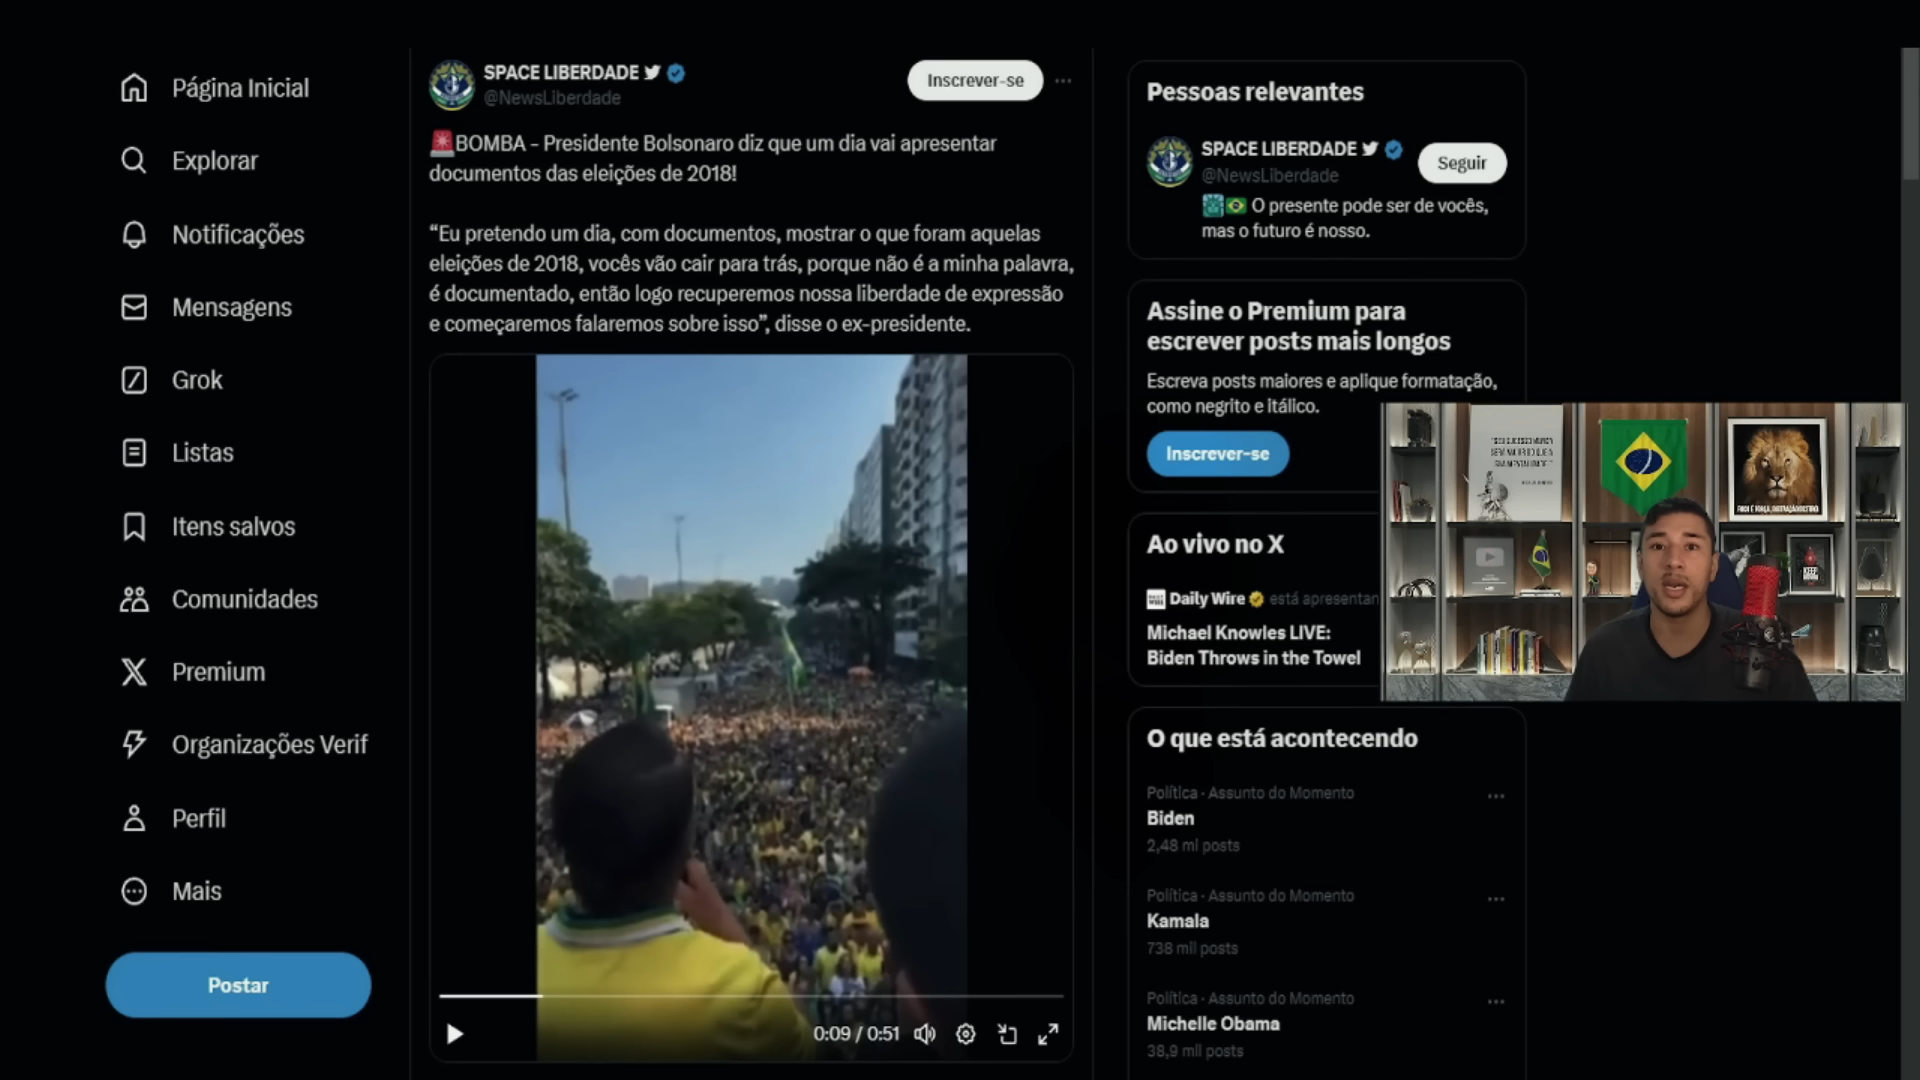 Página Inicial
Explorar
Notificações
Mensagens
Grok
Listas
Itens salvos
Comunidades
Premium
Organizações Verif
Perfil
Mais
Postar
SPACE LIBERDADE
@NewsLiberdade
Inscrever-se
BOMBA - Presidente Bolsonaro diz que um dia vai apresentar
documentos das eleições de 2018!
“Eu pretendo um dia, com documentos, mostrar o que foram aquelas
eleições de 2018, vocês vão cair para trás, porque não é a minha palavra,
é documentado, então logo recuperemos nossa liberdade de expressão
e começaremos falaremos sobre isso”, disse o ex-presidente.
0:09 / 0:51
Pessoas relevantes
SPACE LIBERDADE
@NewsLiberdade
Seguir
O presente pode ser de vocês,
mas o futuro é nosso.
Assine o Premium para
escrever posts mais longos
Escreva posts maiores e aplique formatação,
como negrito e itálico.
Inscrever-se
Ao vivo no X
Daily Wire está apresentan
Michael Knowles LIVE:
Biden Throws in the Towel
O que está acontecendo
Política · Assunto do Momento
Biden
2,48 mi posts
Política · Assunto do Momento
Kamala
738 mil posts
Política · Assunto do Momento
Michelle Obama
38,9 mil posts